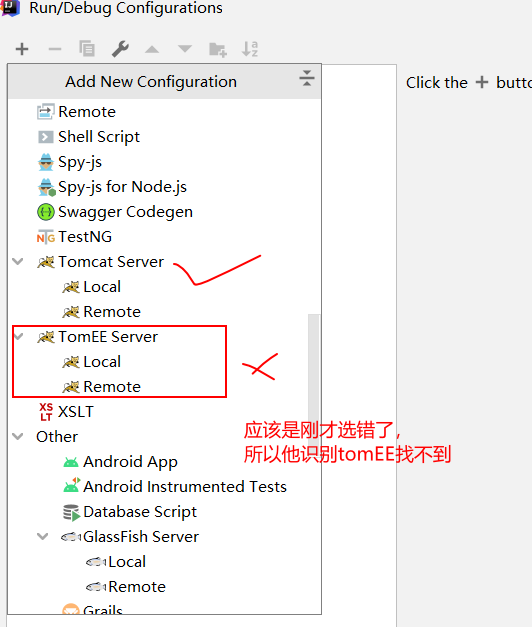 Run/Debug Configurations
Add New Configuration
Click the + butto
Remote
Shell Script
Spy-js
Spy-js for Node.js
Swagger Codegen
TestNG
Tomcat Server
Local
Remote
TomEE Server
Local
Remote
XSLT
Other
应该是刚才选错了，
所以他识别tomEE找不到
Android App
Android Instrumented Tests
Database Script
GlassFish Server
Local
Remote
Grails